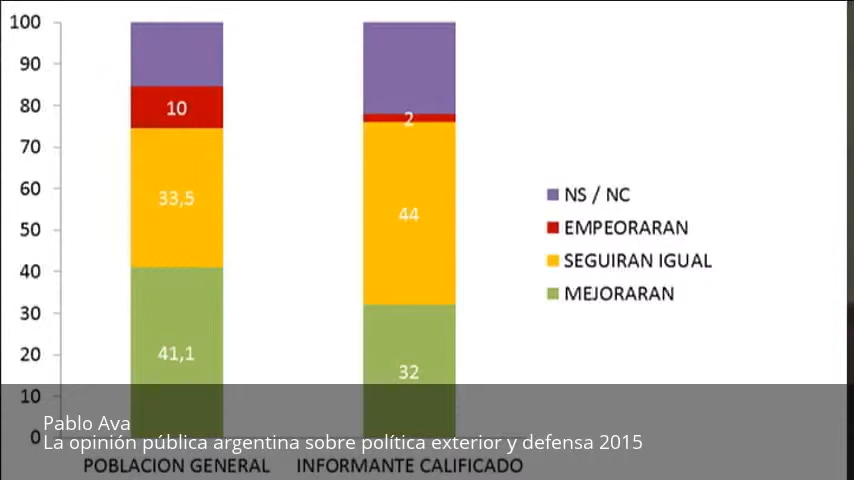 100
90
80
70
60
50
40
30
20
10
0
10
33,5
41,1
2
44
32
NS / NC
EMPEORARAN
SEGUIRAN IGUAL
MEJORARAN
POBLACION GENERAL
INFORMANTE CALIFICADO
Pablo Ava
La opinión pública argentina sobre política exterior y defensa 2015